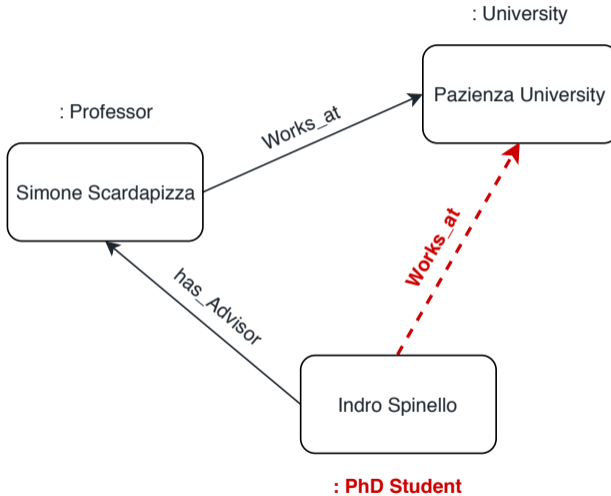 : University
Pazienza University
: Professor
Simone Scardapizza
Works_at
has_Advisor
Works_at
Indro Spinello
: PhD Student